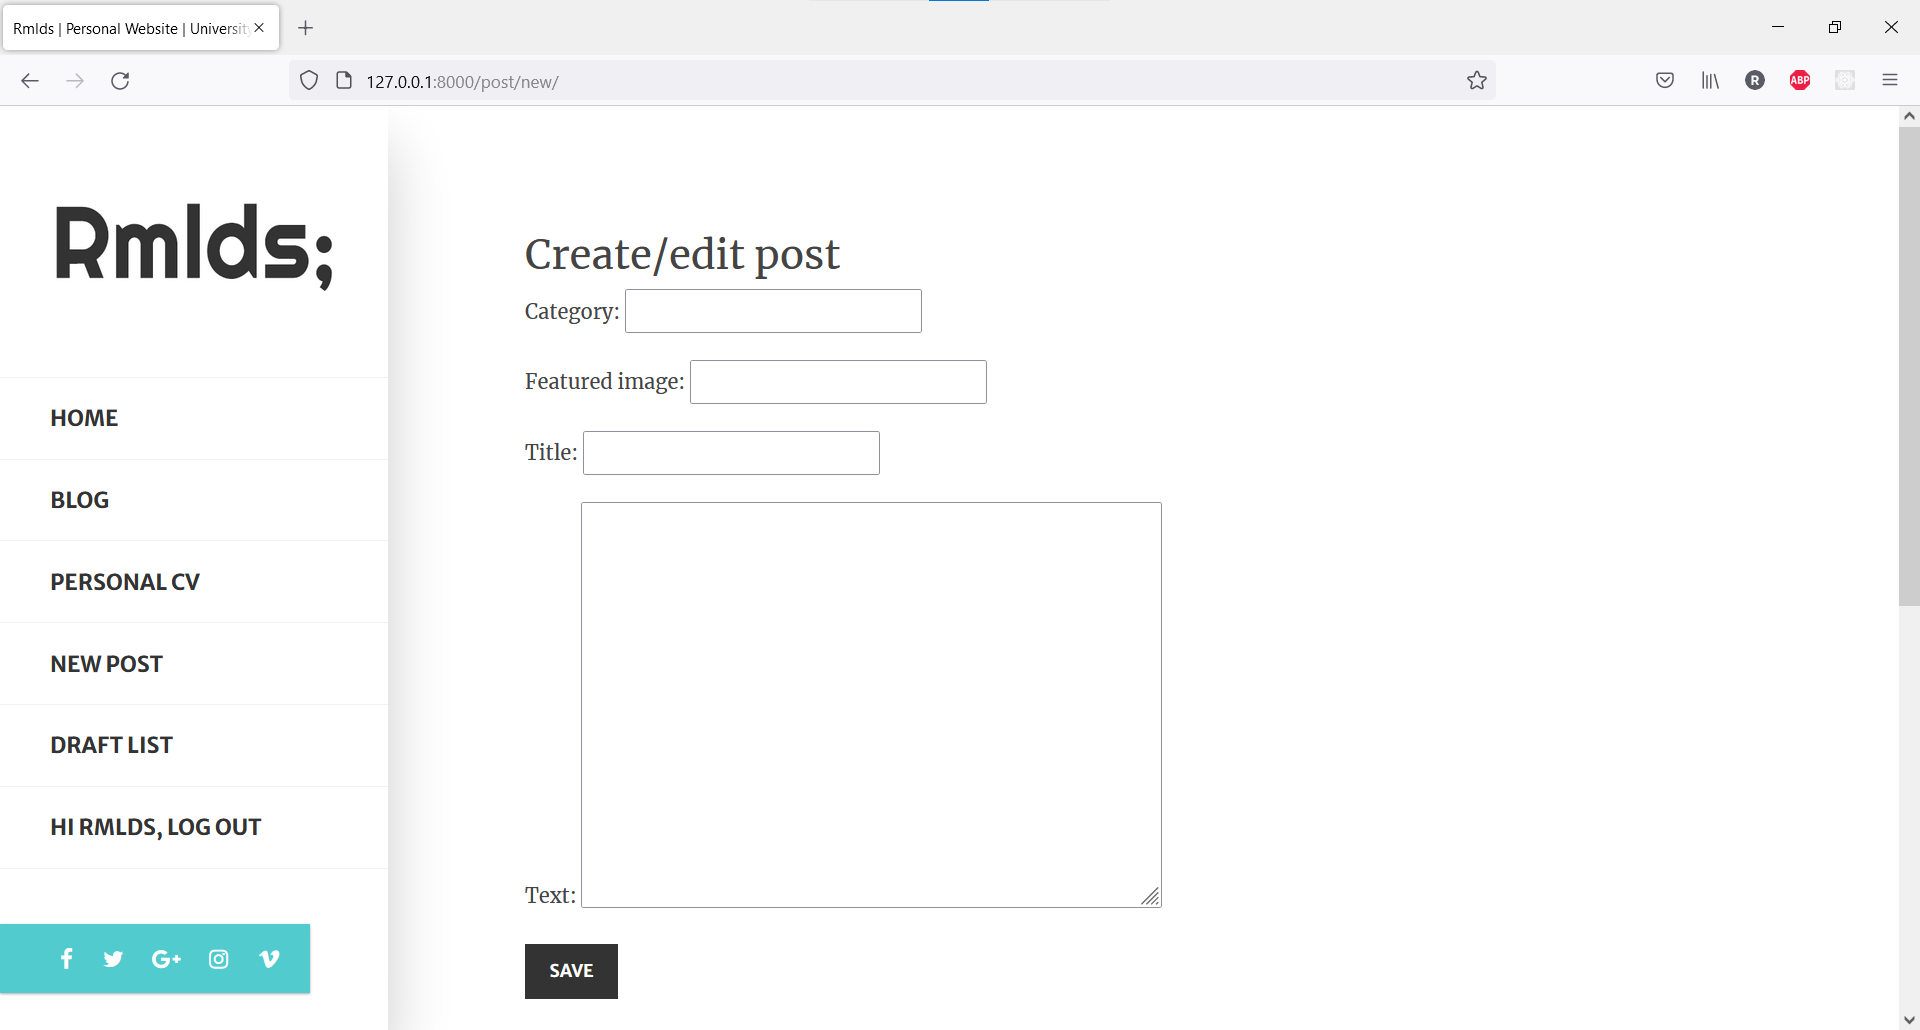 Rmlds | Personal Website | University
127.0.0.1:8000/post/new/
R
ABP
Rmlds;
HOME
BLOG
PERSONAL CV
NEW POST
DRAFT LIST
HI RMLDS, LOG OUT
Create/edit post
Category:
Featured image:
Title:
Text:
SAVE